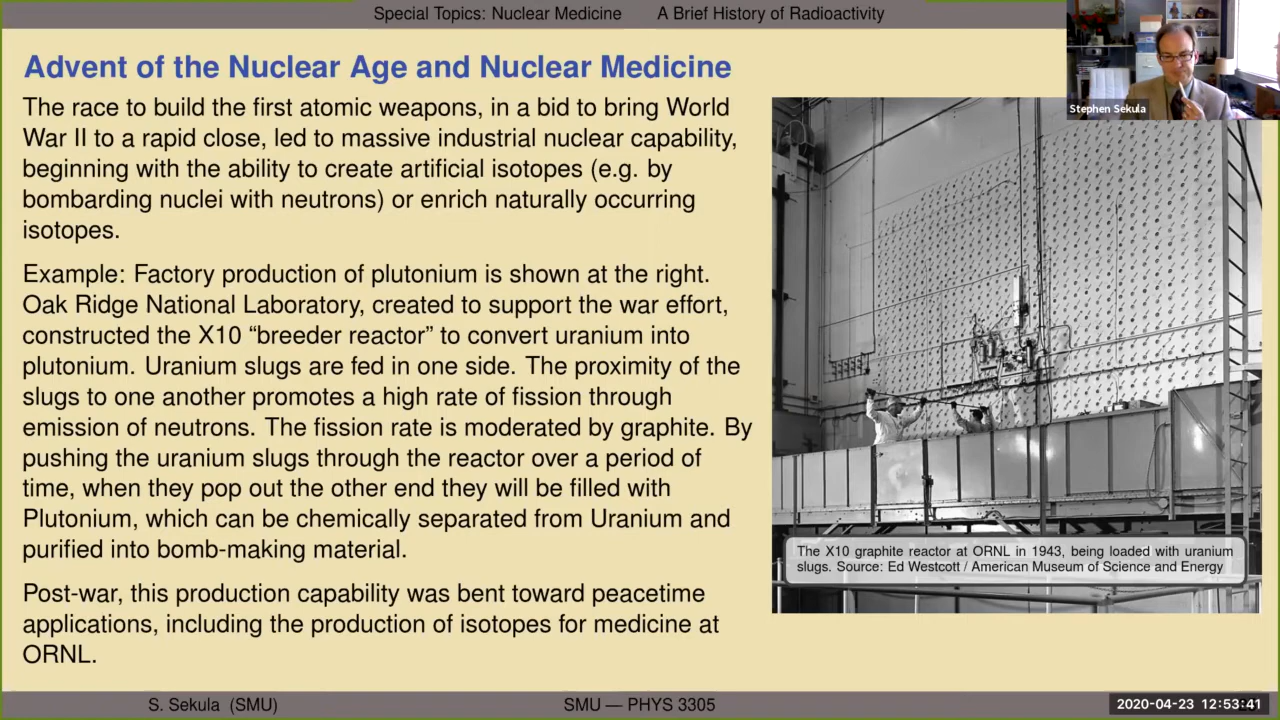 Special Topics: Nuclear Medicine A Brief History of Radioactivity
Advent of the Nuclear Age and Nuclear Medicine
The race to build the first atomic weapons, in a bid to bring World
War II to a rapid close, led to massive industrial nuclear capability,
beginning with the ability to create artificial isotopes (e.g. by
bombarding nuclei with neutrons) or enrich naturally occurring
isotopes.
Example: Factory production of plutonium is shown at the right.
Oak Ridge National Laboratory, created to support the war effort,
constructed the X10 “breeder reactor” to convert uranium into
plutonium. Uranium slugs are fed in one side. The proximity of the
slugs to one another promotes a high rate of fission through
emission of neutrons. The fission rate is moderated by graphite. By
pushing the uranium slugs through the reactor over a period of
time, when they pop out the other end they will be filled with
Plutonium, which can be chemically separated from Uranium and
purified into bomb-making material.
Post-war, this production capability was bent toward peacetime
applications, including the production of isotopes for medicine at
ORNL.
Stephen Sekula
The X10 graphite reactor at ORNL in 1943, being loaded with uranium
slugs. Source: Ed Westcott / American Museum of Science and Energy
S. Sekula (SMU)
SMU — PHYS 3305
2020-04-23 12:53:41